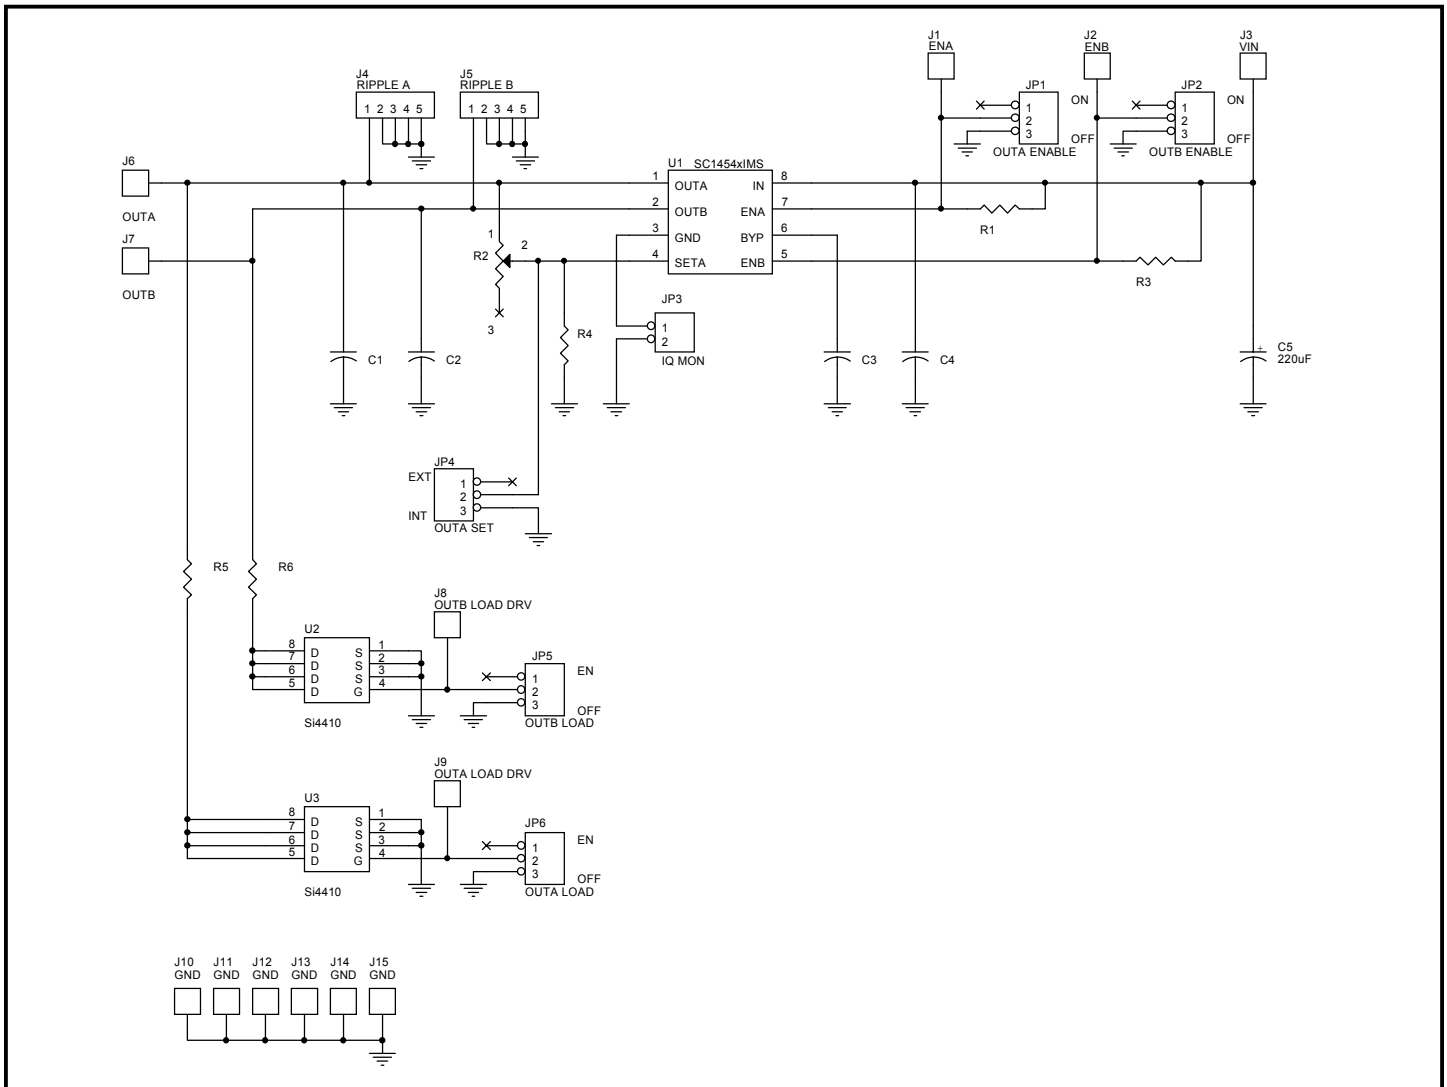 J1
ENA
J2
ENB
J3
VIN
J4
RIPPLE A
1 2 3 4 5
J5
RIPPLE B
1 2 3 4 5
JP1
1
2
3
OUTA ENABLE
ON
OFF
JP2
1
2
3
OUTB ENABLE
ON
OFF
J6
OUTA
J7
OUTB
U1 SC1454xIMS
1 OUTA IN 8
2 OUTB ENA 7
3 GND BYP 6
4 SETA ENB 5
R1
R3
1
R2
2
3
R4
JP3
1
2
IQ MON
C1
C2
C3
C4
+
C5
220uF
JP4
EXT
1
2
3
INT
OUTA SET
R5
R6
J8
OUTB LOAD DRV
U2
8 D S 1
7 D S 2
6 D S 3
5 D G 4
Si4410
JP5
1
2
3
EN
OFF
OUTB LOAD
J9
OUTA LOAD DRV
U3
8 D S 1
7 D S 2
6 D S 3
5 D G 4
Si4410
JP6
1
2
3
EN
OFF
OUTA LOAD
J10 J11 J12 J13 J14 J15
GND GND GND GND GND GND